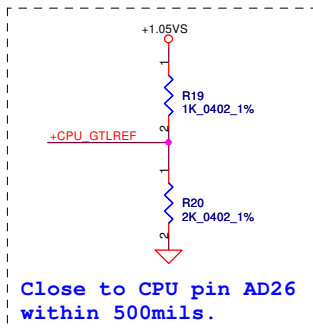 +1.05VS
1
R19
1K_0402_1%
2
+CPU_GTLREF
1
R20
2K_0402_1%
2
Close to CPU pin AD26
within 500mils.